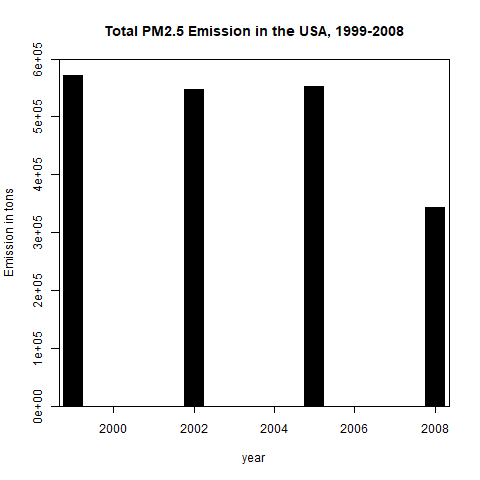 Total PM2.5 Emission in the USA, 1999-2008
Emission in tons
6e+05
5e+05
4e+05
3e+05
2e+05
1e+05
0e+00
2000 2002 2004 2006 2008
year